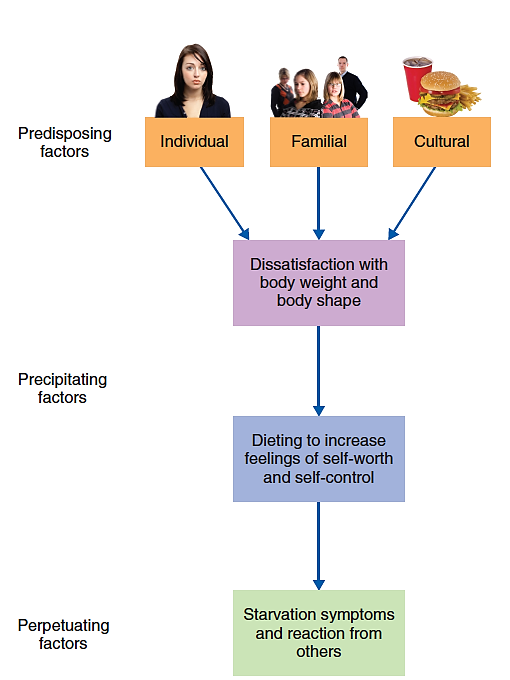 Predisposing
factors
Individual
Familial
Cultural
Dissatisfaction with
body weight and
body shape
Precipitating
factors
Dieting to increase
feelings of self-worth
and self-control
Perpetuating
factors
Starvation symptoms
and reaction from
others